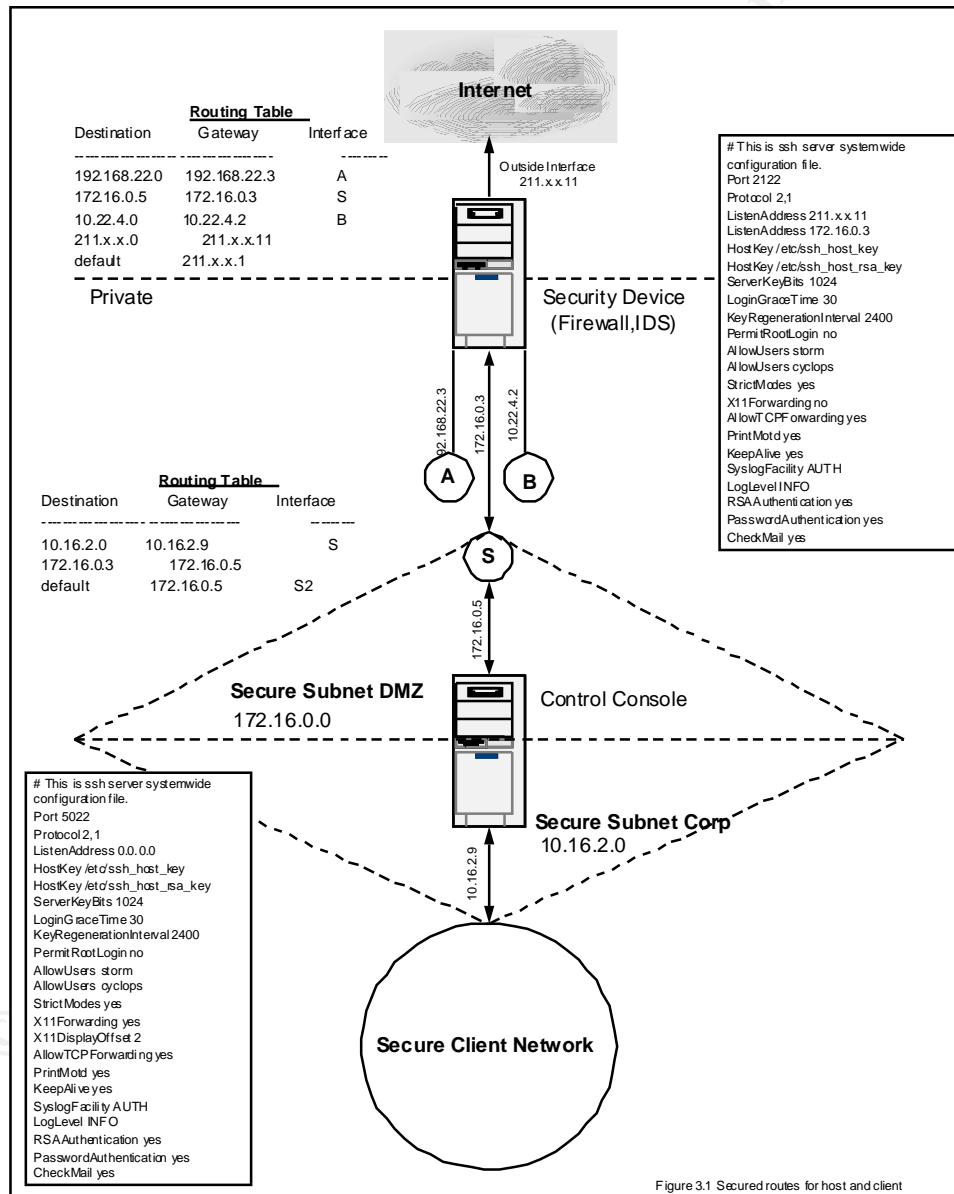 Internet
Routing Table
Destination Gateway Interface
192.168.22.0 192.168.22.3 A
172.16.0.5 172.16.0.3 S
10.22.4.0 10.22.4.2 B
211.x.x.0 211.x.x.11
default 211.x.x.1
Outside Interface
211.x.x.11
Private
Security Device
(Firewall,IDS)
# This is ssh server systemwide
configuration file.
Port 2122
Protocol 2,1
ListenAddress 211.x.x.11
ListenAddress 172.16.0.3
HostKey /etc/ssh_host_key
HostKey /etc/ssh_host_rsa_key
ServerKeyBits 1024
LoginGraceTime 30
KeyRegenerationInterval 2400
PermitRootLogin no
AllowUsers storm
AllowUsers cyclops
StrictModes yes
X11Forwarding no
AllowTCPForwarding yes
PrintMotd yes
KeepAlive yes
SyslogFacility AUTH
LogLevel INFO
RSAAuthentication yes
PasswordAuthentication yes
CheckMail yes
92.168.22.3
172.16.0.3
10.22.4.2
A
B
Routing Table
Destination Gateway Interface
10.16.2.0 10.16.2.9 S
172.16.0.3 172.16.0.5
default 172.16.0.5 S2
S
172.16.0.5
Secure Subnet DMZ
172.16.0.0
Control Console
Secure Subnet Corp
10.16.2.0
10.16.2.9
# This is ssh server systemwide
configuration file.
Port 5022
Protocol 2,1
ListenAddress 0.0.0.0
HostKey /etc/ssh_host_key
HostKey /etc/ssh_host_rsa_key
ServerKeyBits 1024
LoginGraceTime 30
KeyRegenerationInterval 2400
PermitRootLogin no
AllowUsers storm
AllowUsers cyclops
StrictModes yes
X11Forwarding yes
X11DisplayOffset 2
AllowTCPForwarding yes
PrintMotd yes
KeepAlive yes
SyslogFacility AUTH
LogLevel INFO
RSAAuthentication yes
PasswordAuthentication yes
CheckMail yes
Secure Client Network
Figure 3.1 Secured routes for host and client